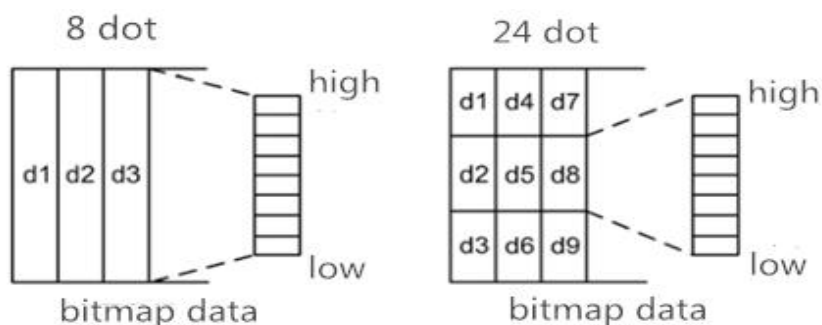 8 dot
high
d1 d2 d3
low
bitmap data
24 dot
d1 d4 d7
high
d2 d5 d8
d3 d6 d9
low
bitmap data